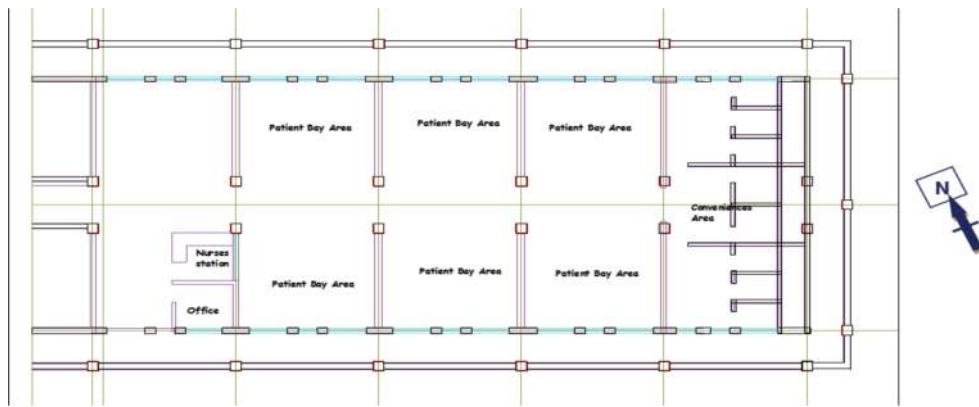 Patient Bay Area
Patient Bay Area
Patient Bay Area
N
Conveniences
Area
Nurses
station
Patient Bay Area
Patient Bay Area
Patient Bay Area
Office